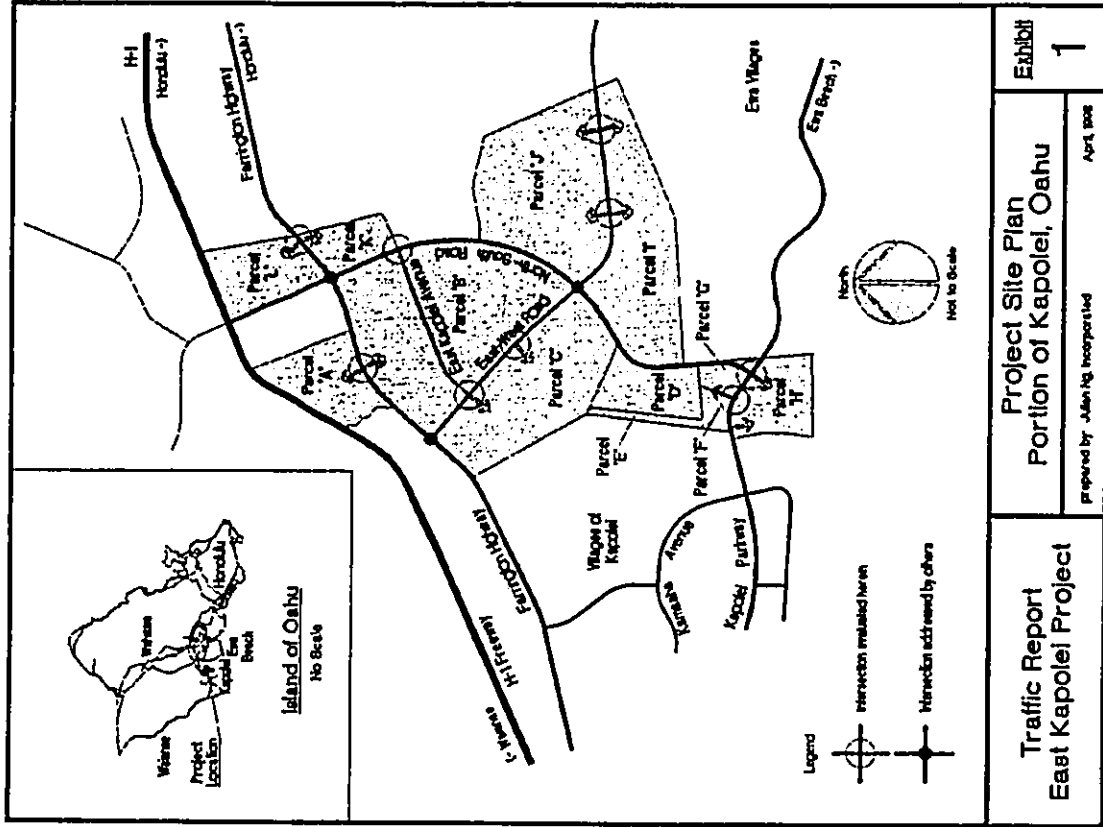 H-1
Honolulu -)
Farrington Highway
Honolulu -)
Parcel
"L"
Parcel
"K"
Parcel
"A"
East Kapolei Avenue
Parcel "B"
North-South Road
East-West Road
Parcel "C"
Parcel "J"
Parcel "I"
Parcel "D"
Parcel
"E"
Parcel "F"
Parcel "G"
Parcel
"H"
Ewa Villages
Ewa Beach -)
North
Not to Scale
Villages of
Kapolei
Avenue
Kapolei
Parkway
Farrington Highway
H-1 Freeway
(- Waianae
Waianae
Wahiawa
Honolulu
Kapolei
Ewa
Beach
Project
Location
Island of Oahu
No Scale
Legend
Intersection evaluated herein
Intersection addressed by others
Traffic Report
East Kapolei Project
Project Site Plan
Portion of Kapolei, Oahu
prepared by Julian Ng, Incorporated
Exhibit
1